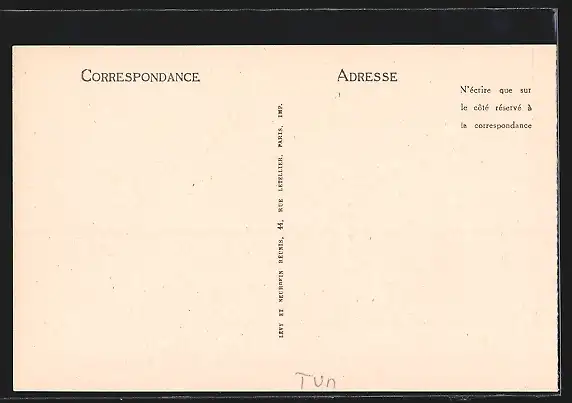 CORRESPONDANCE
ADRESSE
N'écrire que sur
le côté réservé à
la correspondance
LÉVY ET NEURDEIN RÉUNIS, 44, RUE LETELLIER, PARIS, IMP.
Tun